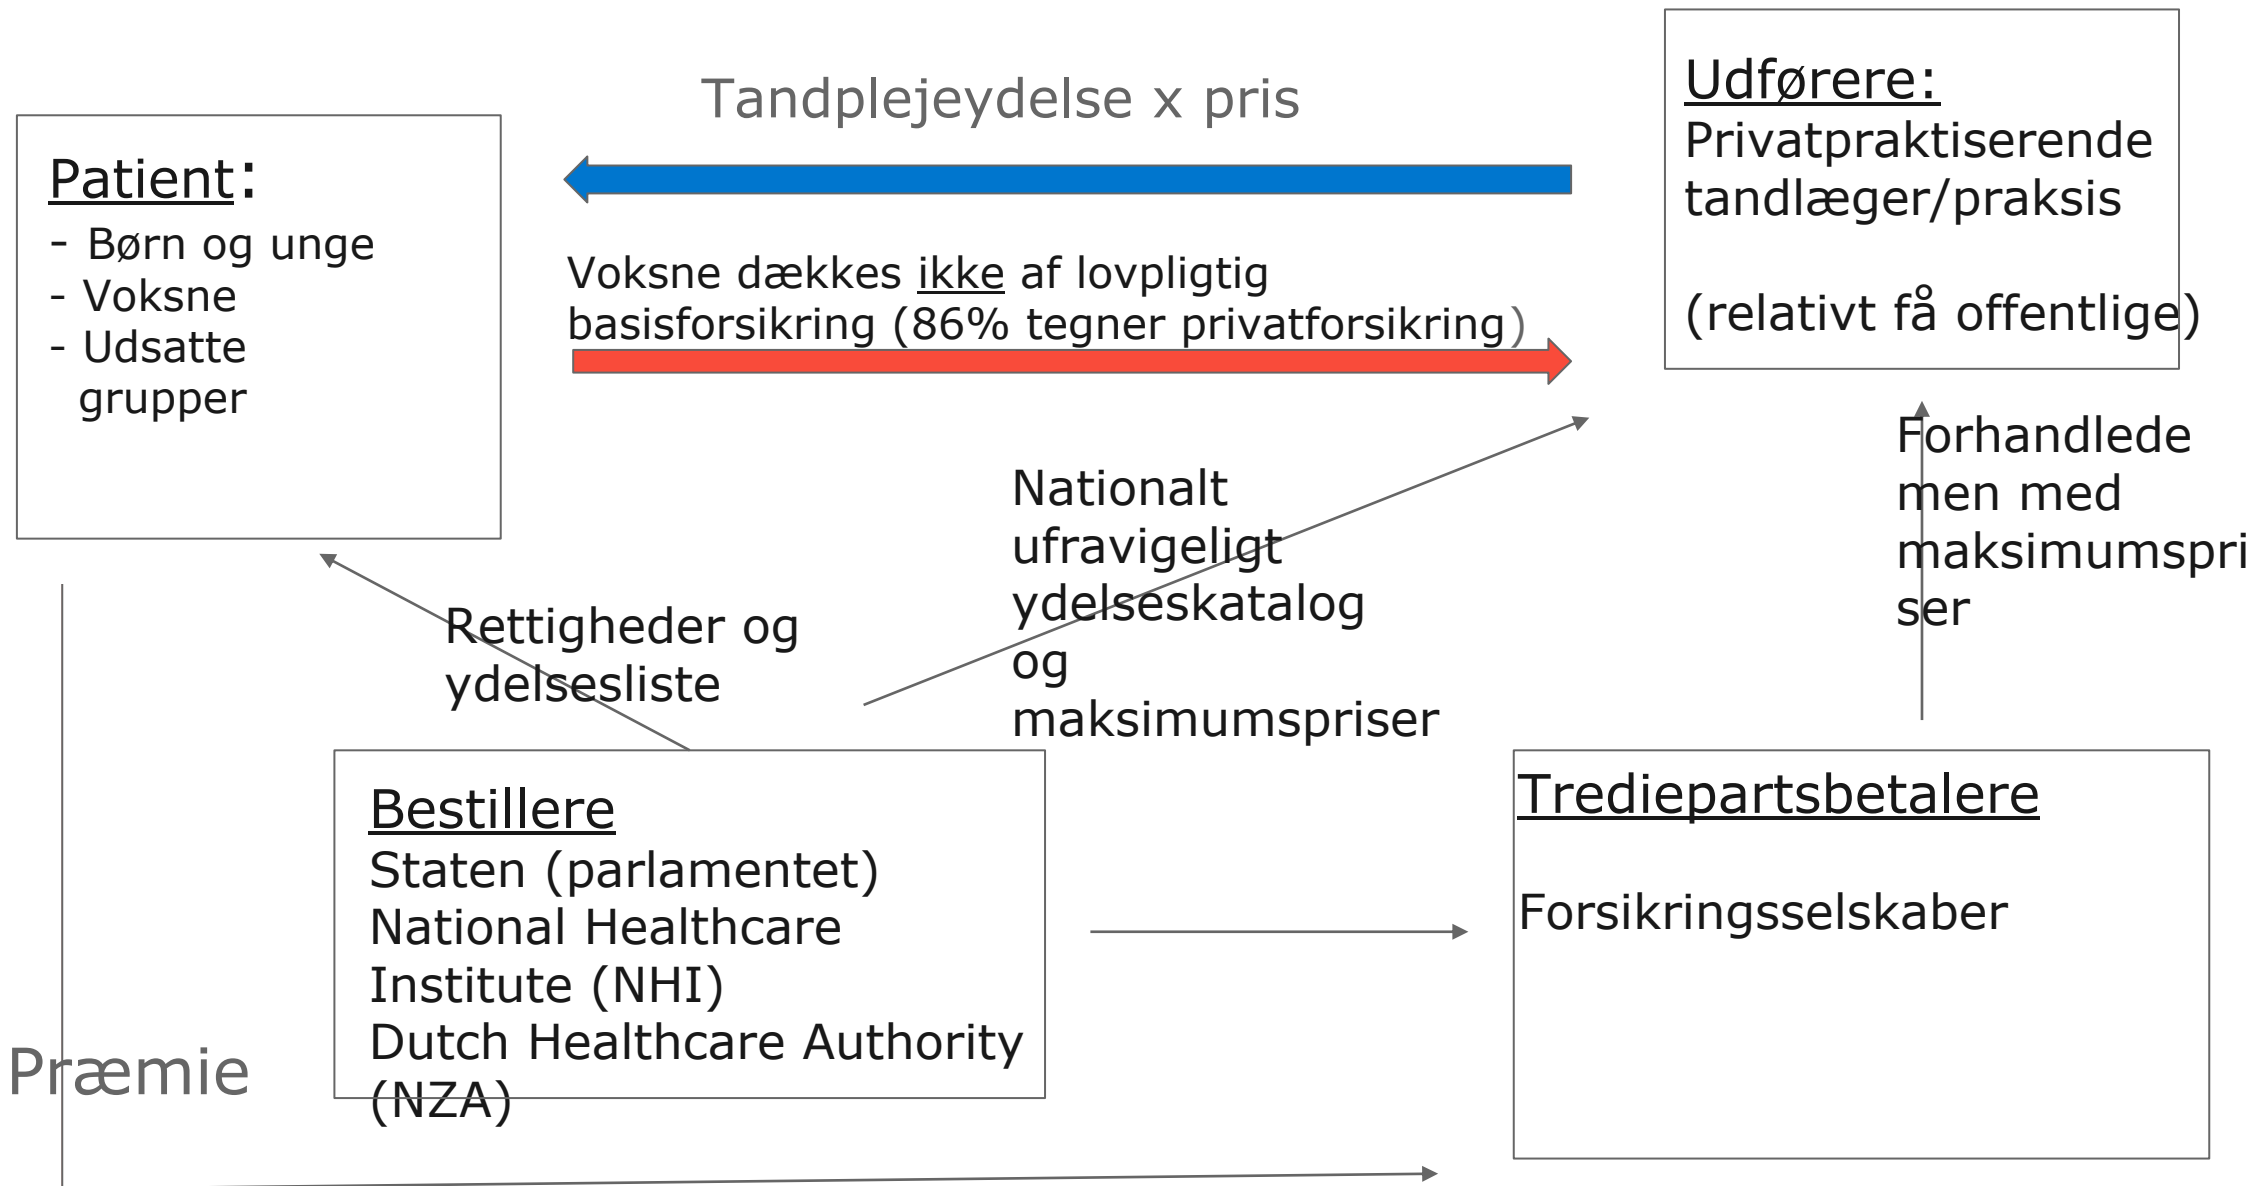 Tandplejeydelse x pris
Patient:
- Børn og unge
- Voksne
- Udsatte
grupper
Voksne dækkes ikke af lovpligtig
basisforsikring (86% tegner privatforsikring)
Udførere:
Privatpraktiserende
tandlæger/praksis
(relativt få offentlige)
Forhandlede
men med
maksimumspri
ser
Nationalt
ufravigeligt
ydelseskatalog
og
maksimumspriser
Rettigheder og
ydelsesliste
Bestillere
Staten (parlamentet)
National Healthcare
Institute (NHI)
Dutch Healthcare Authority
(NZA)
Trediepartsbetalere
Forsikringsselskaber
Præmie